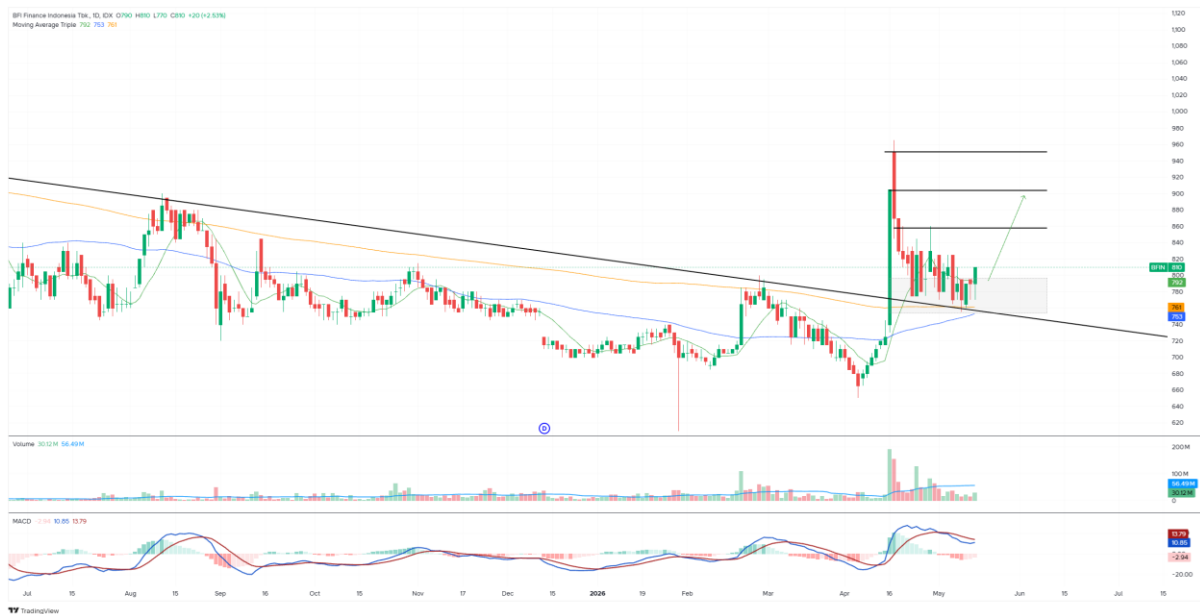 BFI Finance Indonesia Tbk., 1D, IDX O790 H810 L770 C810 +20 (+2.53%)
Moving Average Triple 792 753 761
1,120
1,100
1,080
1,060
1,040
1,020
1,000
980
960
940
920
900
880
860
840
820
BFIN 810
800
792
780
761
753
740
720
700
680
660
640
620
D
Volume 30.12M 56.49M
200M
100M
56.49M
30.12M
0
MACD -2.94 10.85 13.79
13.79
10.85
-2.94
-20.00
Jul 15 Aug 15 Sep 16 Oct 15 Nov 17 Dec 2026 19 Feb Mar Apr 16 May Jun 15 Jul 15
TradingView